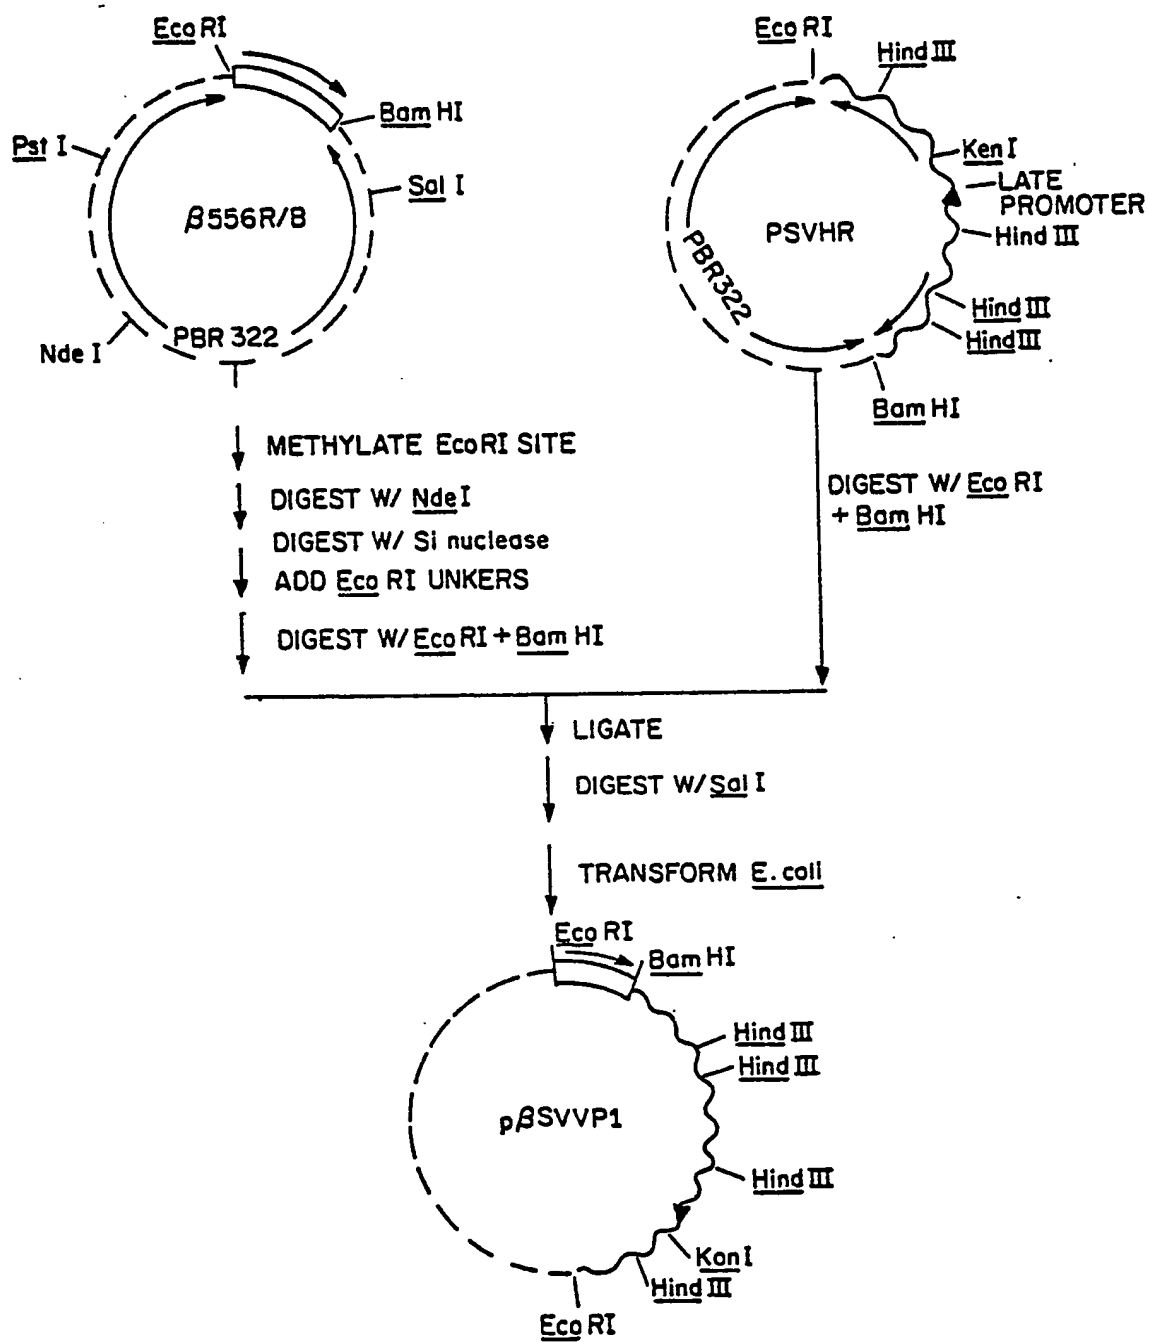 Eco RI
Bam HI
Pst I
Sal I
β556R/B
Nde I
PBR 322
Eco RI
Hind III
Ken I
LATE
PROMOTER
PSVHR
Hind III
PBR322
Hind III
Hind III
Bam HI
METHYLATE EcoRI SITE
DIGEST W/ Nde I
DIGEST W/ Si nuclease
ADD Eco RI UNKERS
DIGEST W/ Eco RI + Bam HI
DIGEST W/ Eco RI
+ Bam HI
LIGATE
DIGEST W/ Sal I
TRANSFORM E. coli
Eco RI
Bam HI
Hind III
Hind III
pβSVVP1
Hind III
Kon I
Hind III
Eco RI